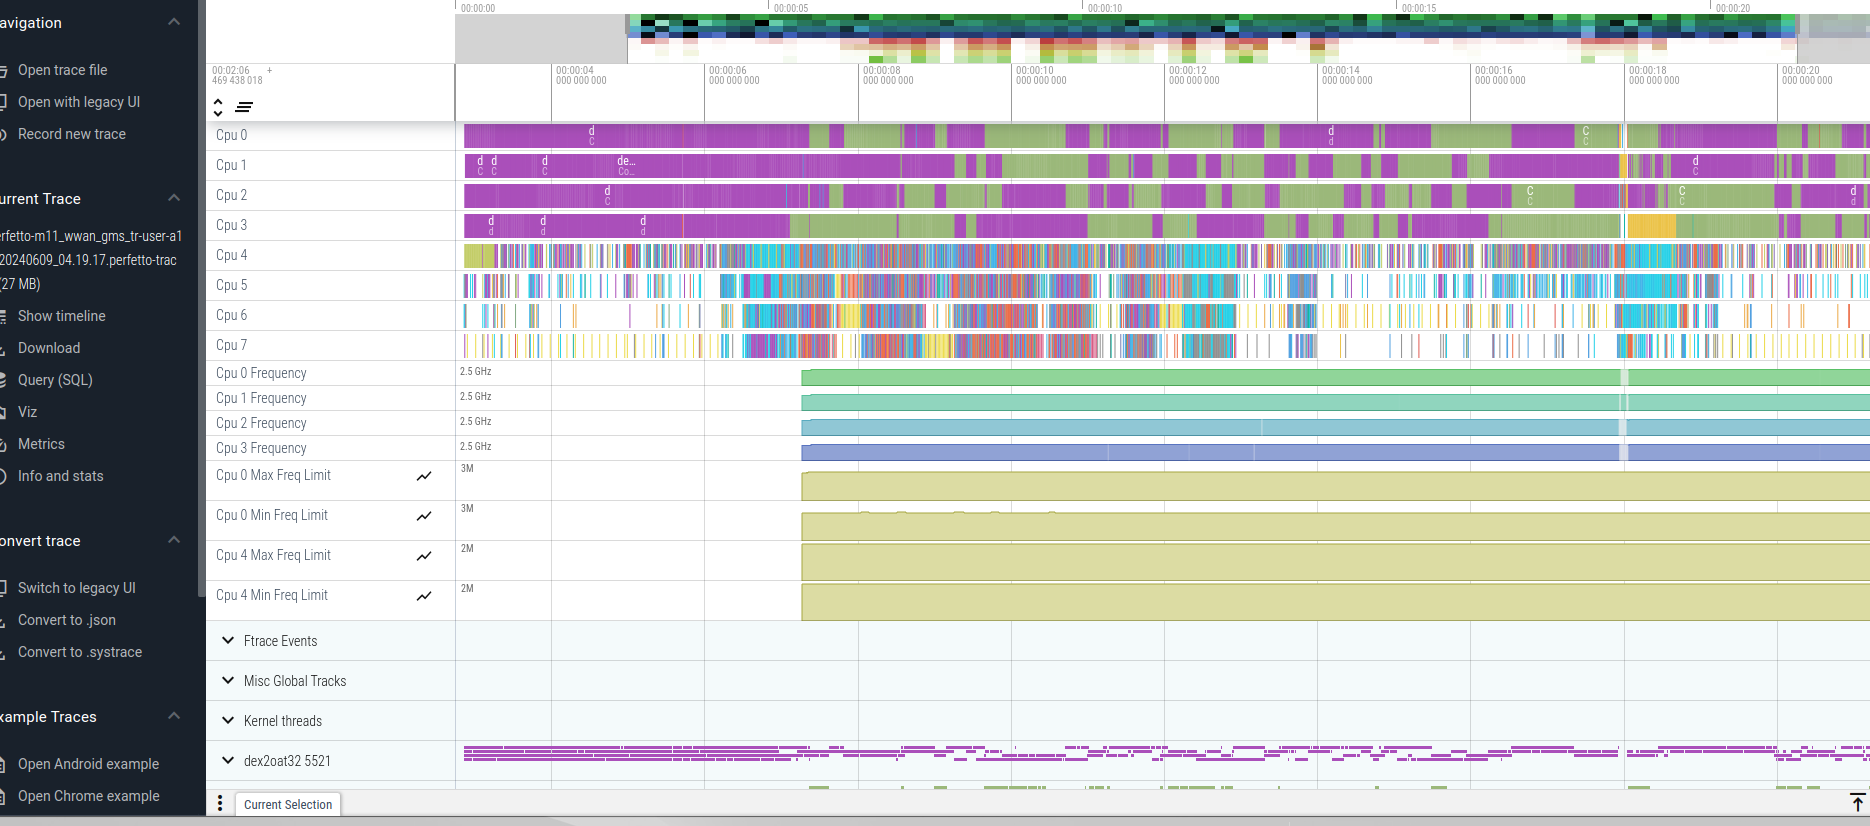 avigation
Open trace file
Open with legacy UI
Record new trace
urrent Trace
erfetto-m11_wwan_gms_tr-user-a1
20240609_04.19.17.perfetto-trac
(27 MB)
Show timeline
Download
Query (SQL)
Viz
Metrics
Info and stats
onvert trace
Switch to legacy UI
Convert to .json
Convert to .systrace
xample Traces
Open Android example
Open Chrome example
00:00:00 00:00:05 00:00:10 00:00:15 00:00:20
00:02:06 +
469 438 018
00:00:04 00:00:06 00:00:08 00:00:10 00:00:12 00:00:14 00:00:16 00:00:18 00:00:20
000 000 000 000 000 000 000 000 000 000 000 000 000 000 000 000 000 000 000 000 000 000 000 000 000 000 000
Cpu 0 d d C
C d C
Cpu 1 d d d de... d
C C C Co... C
Cpu 2 d C C d
C C C d
Cpu 3 d d d
d d d
Cpu 4
Cpu 5
Cpu 6
Cpu 7
Cpu 0 Frequency 2.5 GHz
Cpu 1 Frequency 2.5 GHz
Cpu 2 Frequency 2.5 GHz
Cpu 3 Frequency 2.5 GHz
Cpu 0 Max Freq Limit 3M
Cpu 0 Min Freq Limit 3M
Cpu 4 Max Freq Limit 2M
Cpu 4 Min Freq Limit 2M
Ftrace Events
Misc Global Tracks
Kernel threads
dex2oat32 5521
Current Selection